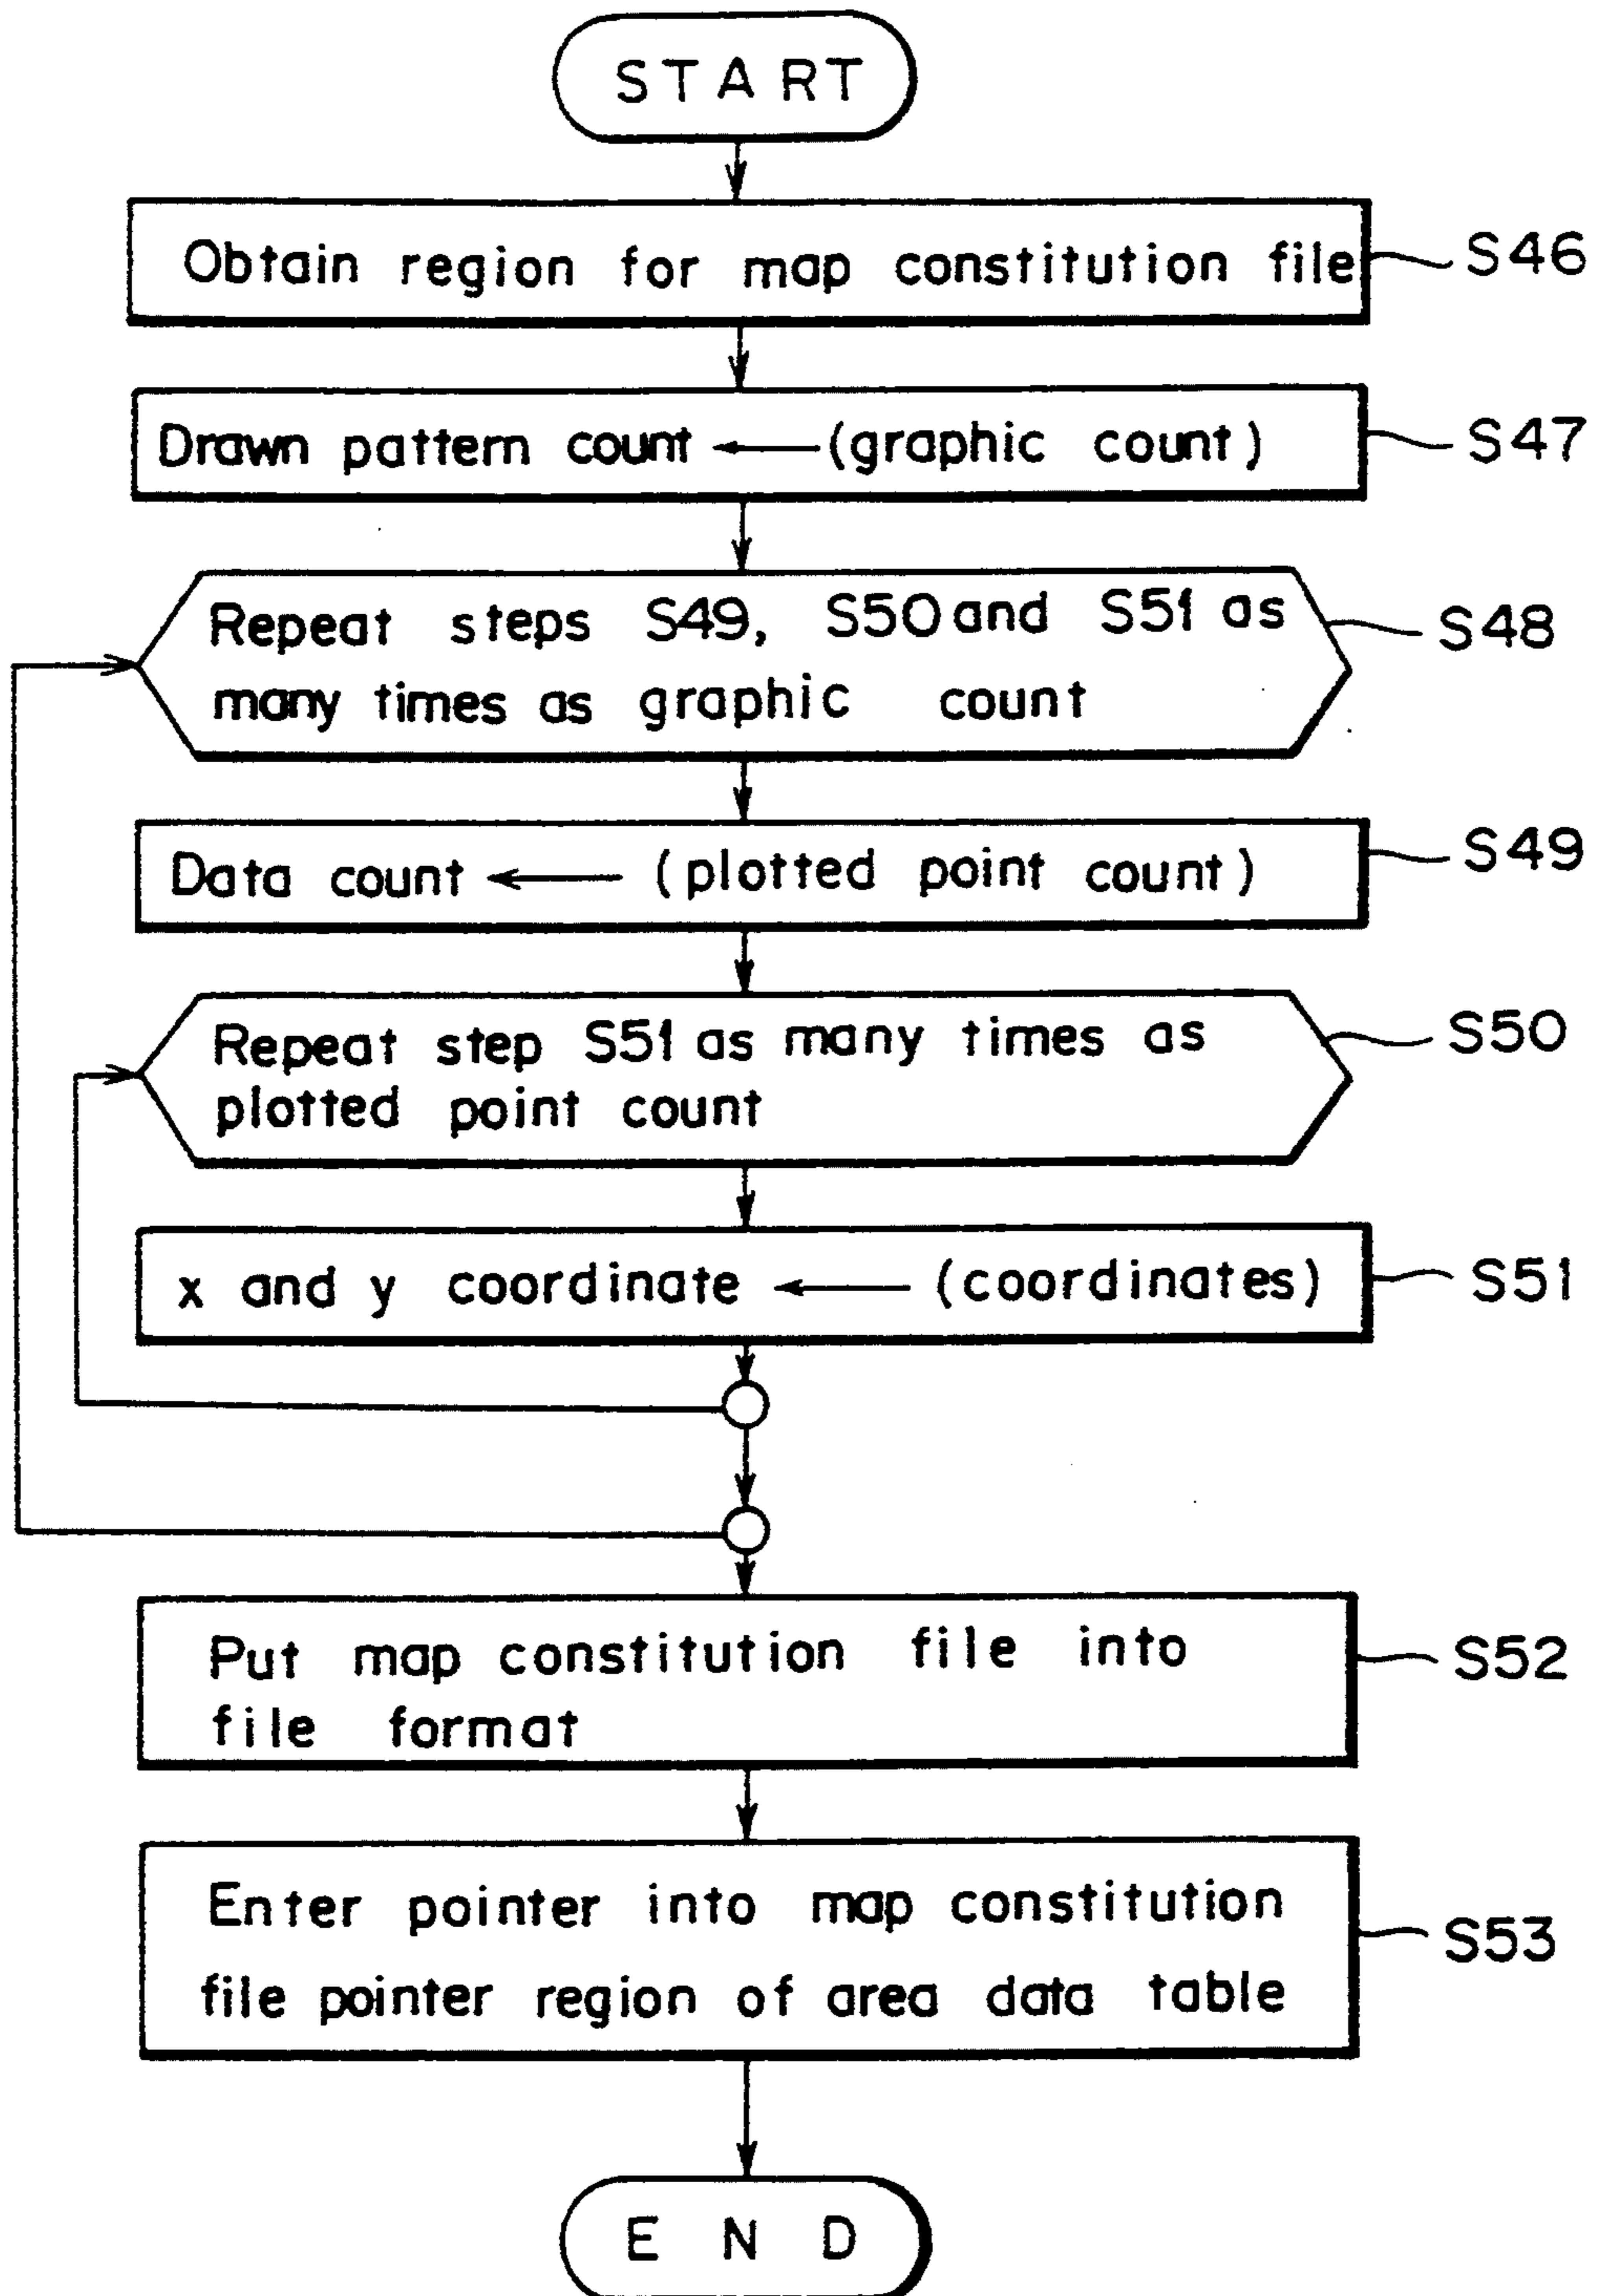 START
Obtain region for map constitution file
S46
Drawn pattern count ← (graphic count)
S47
Repeat steps S49, S50 and S51 as
many times as graphic count
S48
Data count ← (plotted point count)
S49
Repeat step S51 as many times as
plotted point count
S50
x and y coordinate ← (coordinates)
S51
Put map constitution file into
file format
S52
Enter pointer into map constitution
file pointer region of area data table
S53
END